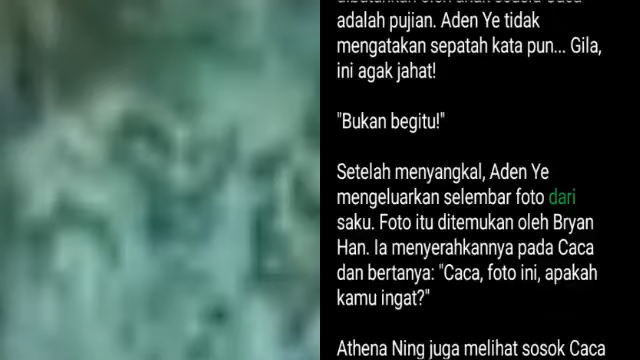 adalah pujian. Aden Ye tidak
mengatakan sepatah kata pun... Gila,
ini agak jahat!
"Bukan begitu!"
Setelah menyangkal, Aden Ye
mengeluarkan selembar foto dari
saku. Foto itu ditemukan oleh Bryan
Han. Ia menyerahkannya pada Caca
dan bertanya: "Caca, foto ini, apakah
kamu ingat?"
Athena Ning juga melihat sosok Caca